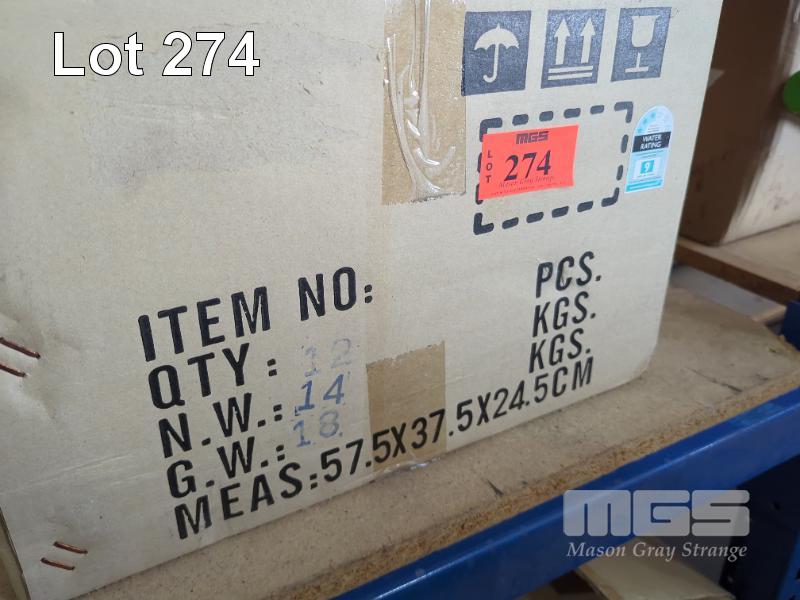 Lot 274
MGS
LOT
274
Mason Gray Strange
WATER
RATING
9
ITEM NO:
QTY: 12 PCS.
N.W.: 14 KGS.
G.W.: 18 KGS.
MEAS: 57.5X37.5X24.5CM
MGS
Mason Gray Strange